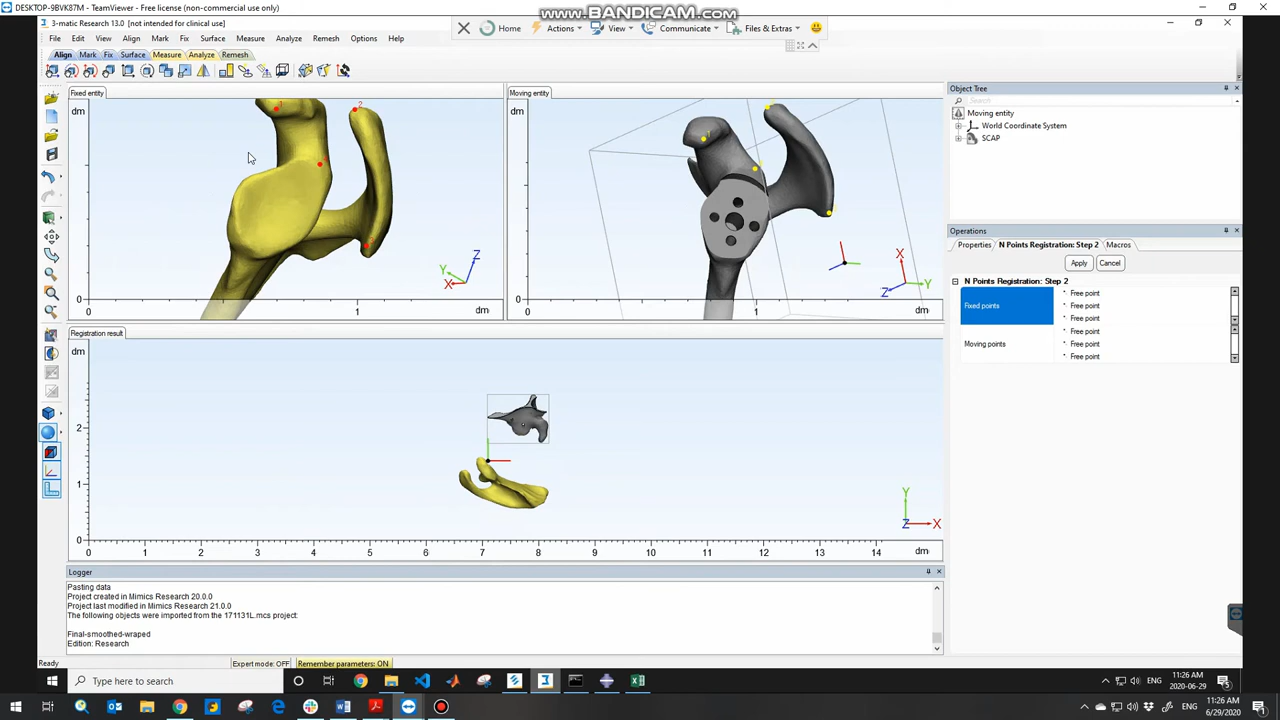 DESKTOP-9BVK87M - TeamViewer - Free license (non-commercial use only)
www.BANDICAM.com
3-matic Research 13.0 [not intended for clinical use]
Home Actions View Communicate Files & Extras
File Edit View Align Mark Fix Surface Measure Analyze Remesh Options Help
Align Mark Fix Surface Measure Analyze Remesh
Fixed entity
Moving entity
Object Tree
dm
1
2
Z
Y
X
0
1
dm
dm
X
Y
Z
0
1
dm
Search
Moving entity
World Coordinate System
SCAP
Operations
Properties N Points Registration: Step 2 Macros
Apply Cancel
N Points Registration: Step 2
Fixed points
Free point
Free point
Free point
Moving points
Free point
Free point
Free point
Registration result
dm
2
1
0
Y
Z X
0 1 2 3 4 5 6 7 8 9 10 11 12 13 14 dm
Logger
Pasting data
Project created in Mimics Research 20.0.0
Project last modified in Mimics Research 21.0.0
The following objects were imported from the 171131L.mcs project:
Final-smoothed-wraped
Edition: Research
Ready
Expert mode: OFF Remember parameters: ON
Type here to search
ENG
11:26 AM
2020-06-29
ENG
11:26 AM
6/29/2020